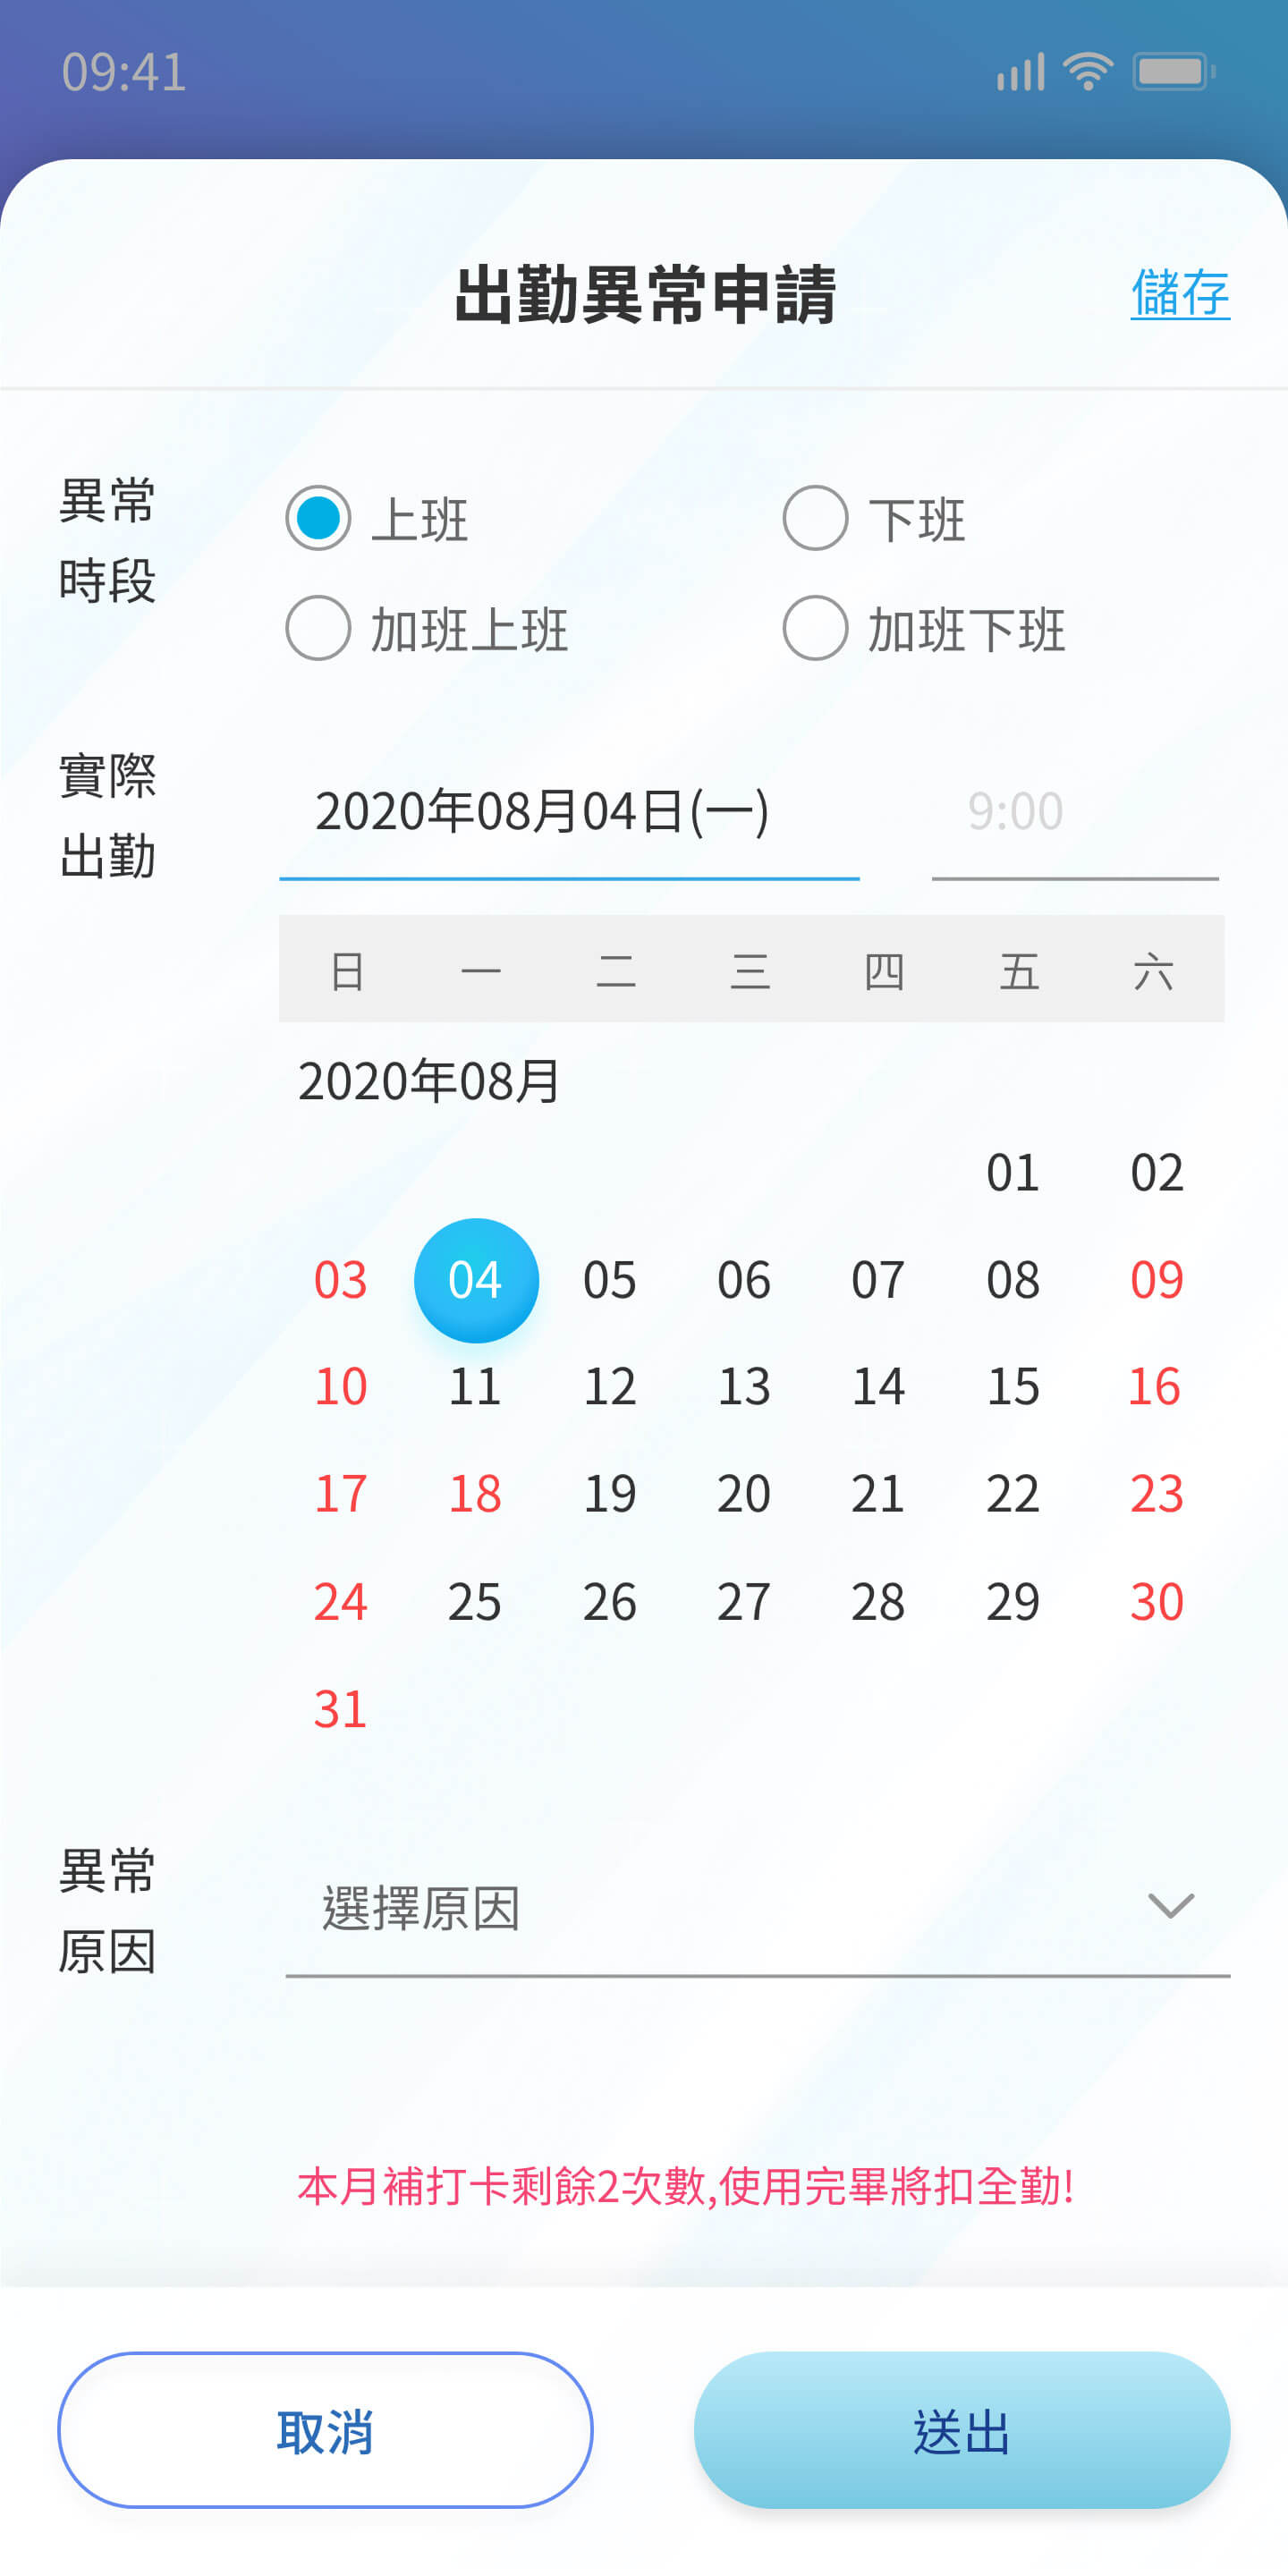 09:41
出勤異常申請
儲存
異常
時段
上班
下班
加班上班
加班下班
實際
出勤
2020年08月04日(一)
9:00
日 一 二 三 四 五 六
2020年08月
01 02
03 04 05 06 07 08 09
10 11 12 13 14 15 16
17 18 19 20 21 22 23
24 25 26 27 28 29 30
31
異常
原因
選擇原因
本月補打卡剩餘2次數,使用完畢將扣全勤!
取消
送出